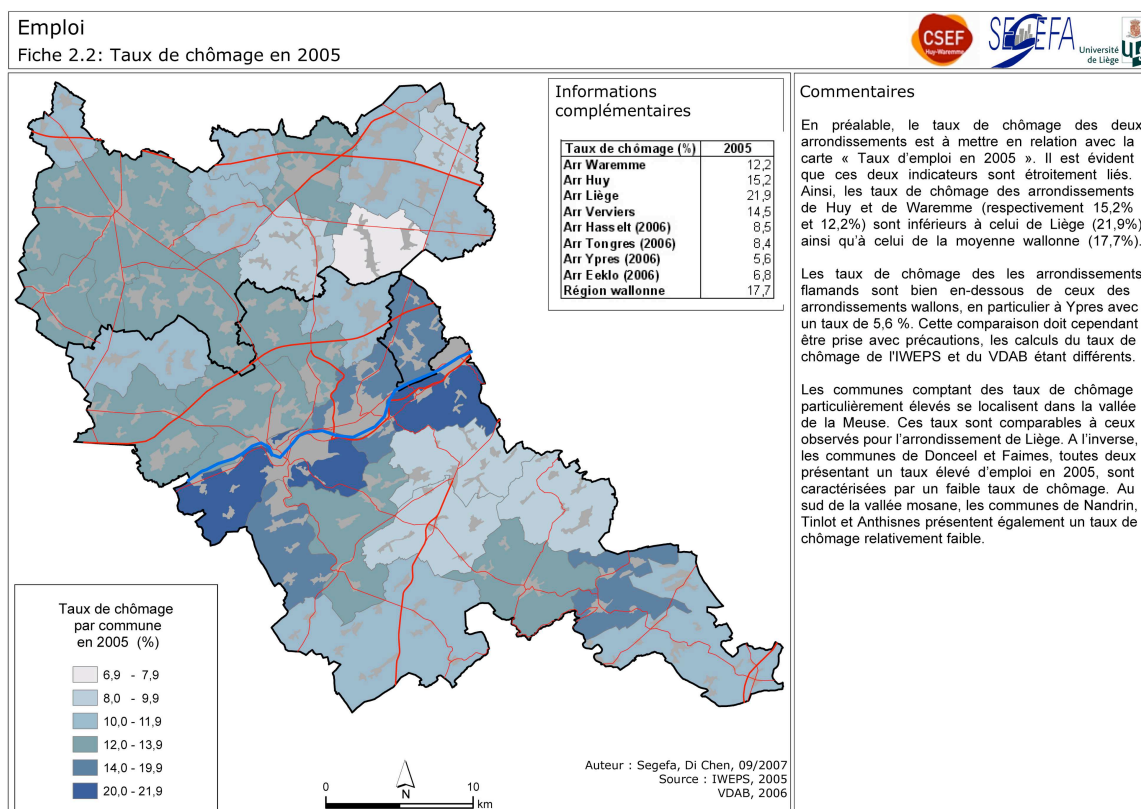 Emploi
Fiche 2.2: Taux de chômage en 2005
CSEF
Huy-Waremme
SEGEFA
Université
de Liège
Informations
complémentaires
Taux de chômage (%) 2005
Arr Waremme 12,2
Arr Huy 15,2
Arr Liège 21,9
Arr Verviers 14,5
Arr Hasselt (2006) 8,5
Arr Tongres (2006) 8,4
Arr Ypres (2006) 5,6
Arr Eeklo (2006) 6,8
Région wallonne 17,7
Taux de chômage
par commune
en 2005 (%)
6,9 - 7,9
8,0 - 9,9
10,0 - 11,9
12,0 - 13,9
14,0 - 19,9
20,0 - 21,9
N
0 10
km
Auteur : Segefa, Di Chen, 09/2007
Source : IWEPS, 2005
VDAB, 2006
Commentaires
En préalable, le taux de chômage des deux
arrondissements est à mettre en relation avec la
carte « Taux d'emploi en 2005 ». Il est évident
que ces deux indicateurs sont étroitement liés.
Ainsi, les taux de chômage des arrondissements
de Huy et de Waremme (respectivement 15,2%
et 12,2%) sont inférieurs à celui de Liège (21,9%)
ainsi qu'à celui de la moyenne wallonne (17,7%).
Les taux de chômage des les arrondissements
flamands sont bien en-dessous de ceux des
arrondissements wallons, en particulier à Ypres avec
un taux de 5,6 %. Cette comparaison doit cependant
être prise avec précautions, les calculs du taux de
chômage de l'IWEPS et du VDAB étant différents.
Les communes comptant des taux de chômage
particulièrement élevés se localisent dans la vallée
de la Meuse. Ces taux sont comparables à ceux
observés pour l'arrondissement de Liège. A l'inverse,
les communes de Donceel et Faimes, toutes deux
présentant un taux élevé d'emploi en 2005, sont
caractérisées par un faible taux de chômage. Au
sud de la vallée mosane, les communes de Nandrin,
Tinlot et Anthisnes présentent également un taux de
chômage relativement faible.